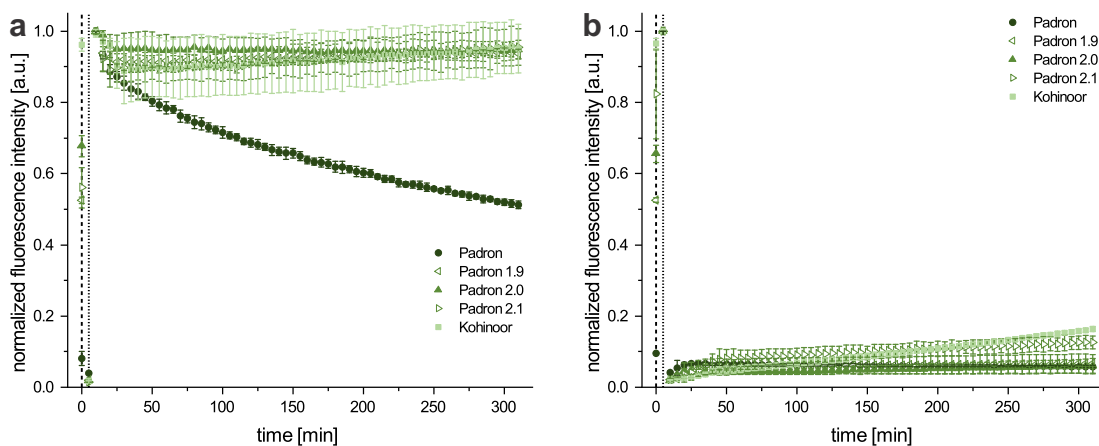 a
normalized fluorescence intensity [a.u.]
1.0
0.8
0.6
0.4
0.2
0.0
0 50 100 150 200 250 300
time [min]
Padron
Padron 1.9
Padron 2.0
Padron 2.1
Kohinoor
b
normalized fluorescence intensity [a.u.]
1.0
0.8
0.6
0.4
0.2
0.0
0 50 100 150 200 250 300
time [min]
Padron
Padron 1.9
Padron 2.0
Padron 2.1
Kohinoor